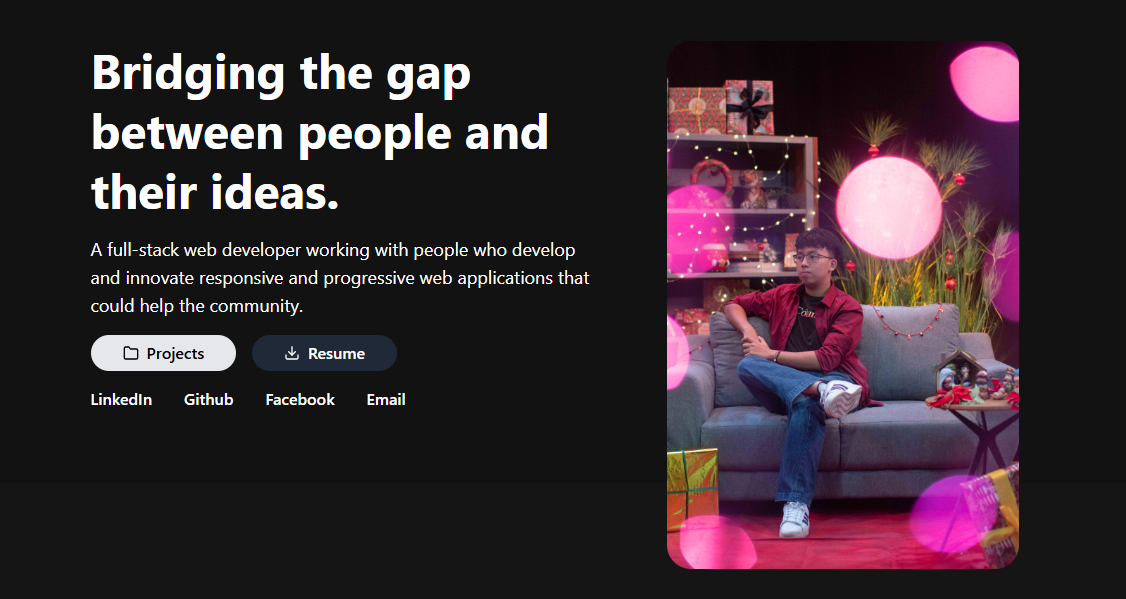 Bridging the gap
between people and
their ideas.
A full-stack web developer working with people who develop
and innovate responsive and progressive web applications that
could help the community.
Projects Resume
LinkedIn Github Facebook Email